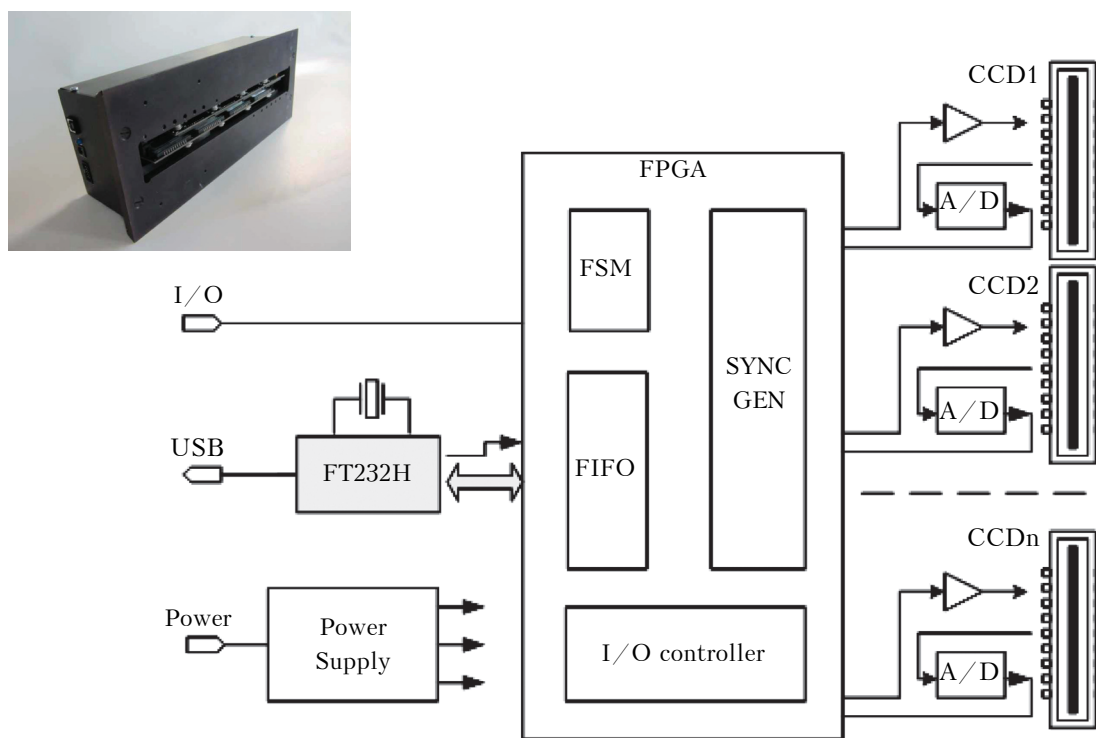 CCD1
FPGA
A/D
FSM
CCD2
I/O
SYNC
GEN
A/D
USB
FT232H
FIFO
CCDn
Power
Power
Supply
I/O controller
A/D